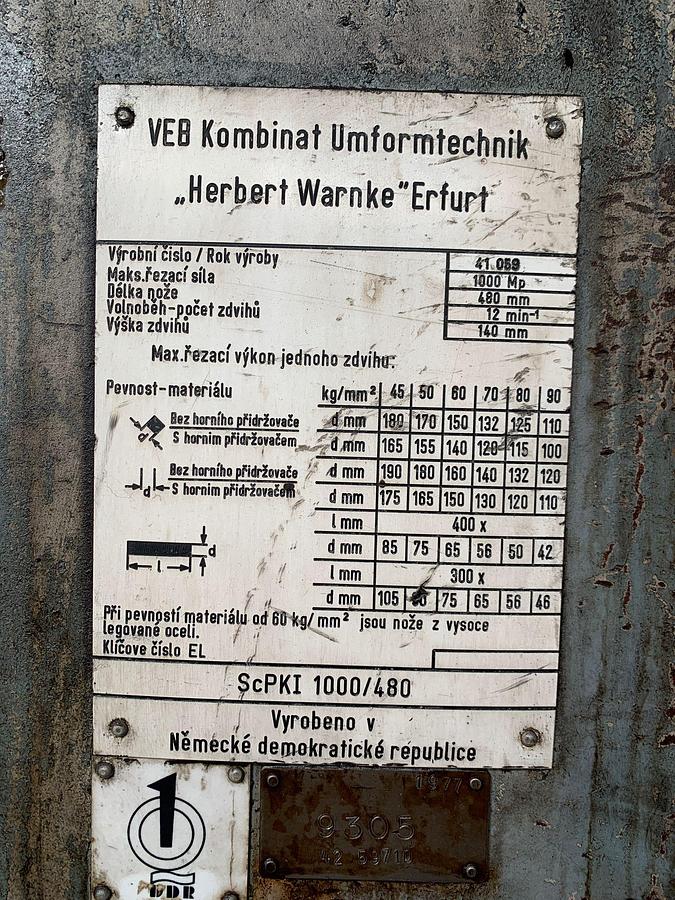 VEB Kombinat Umformtechnik
„Herbert Warnke” Erfurt
Výrobní čislo / Rok výroby 41.059
Maks.řezací síla 1000 Mp
Délka nože 480 mm
Volnoběh-počet zdvihů 12 min⁻¹
Výška zdvihů 140 mm
Max.řezací výkon jednoho zdvihu:
Pevnost-materiálu kg/mm² 45 50 60 70 80 90
Bez horního přidržovače d mm 180 170 150 132 125 110
S horním přidržovačem d mm 165 155 140 120 115 100
Bez horního přidržovače d mm 190 180 160 140 132 120
d S horním přidržovačem d mm 175 165 150 130 120 110
l mm 400 x
d d mm 85 75 65 56 50 42
l l mm 300 x
d mm 105 75 65 56 46
Při pevností materiálu od 60 kg/mm² jsou nože z vysoce
legované oceli.
Klíčove číslo EL
ScPKI 1000/480
Vyrobeno v
Německé demokratické republice
1977
9305
42 59710
1
DDR